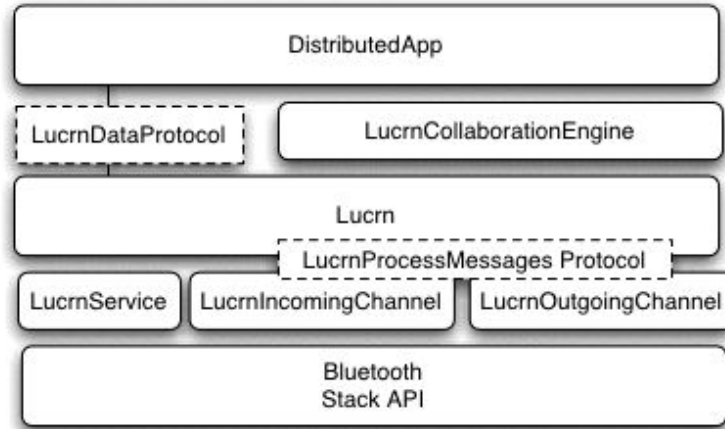 DistributedApp
LucrnDataProtocol
LucrnCollaborationEngine
Lucrn
LucrnProcessMessages Protocol
LucrnService
LucrnIncomingChannel
LucrnOutgoingChannel
Bluetooth
Stack API